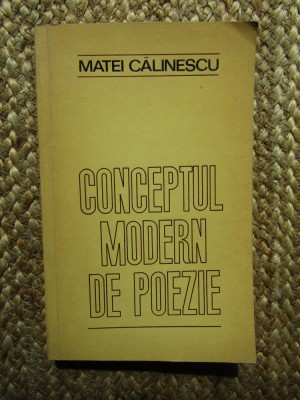 MATEI CĂLINESCU
CONCEPTUL
MODERN
DE POEZIE